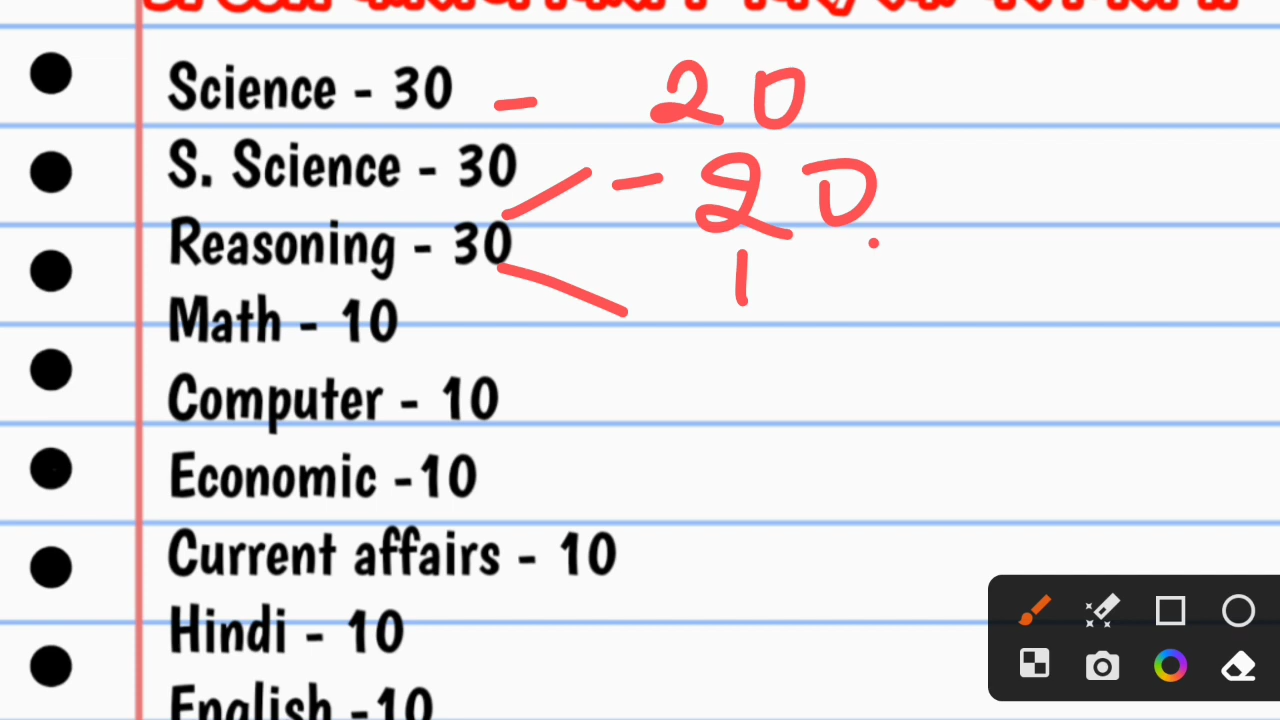 Science - 30 - 20
S. Science - 30 - 20
Reasoning - 30 1
Math - 10
Computer - 10
Economic -10
Current affairs - 10
Hindi - 10
English -10